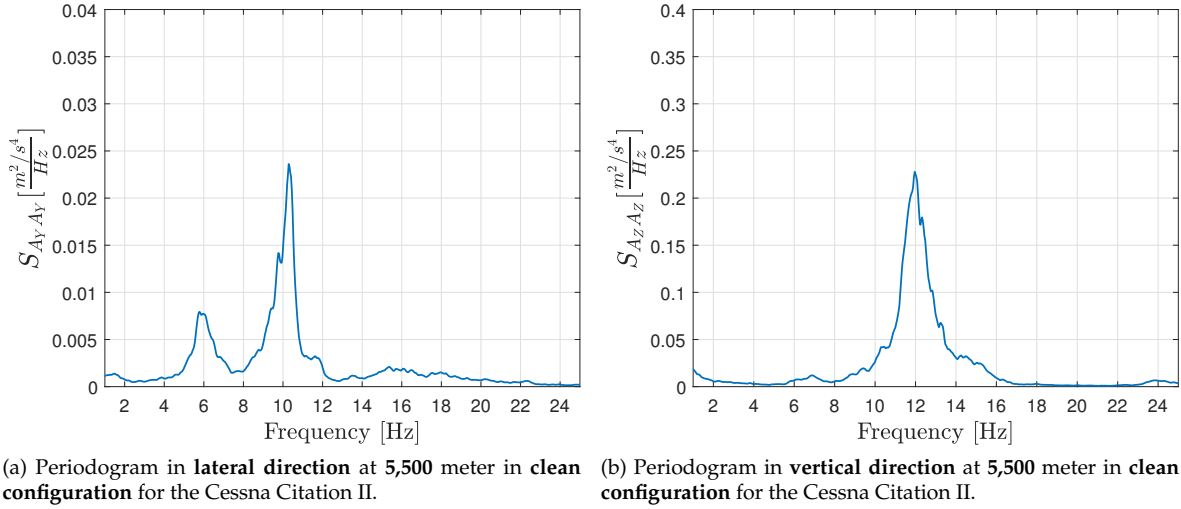 0.04
0.035
0.03
0.025
0.02
0.015
0.01
0.005
0
S_{A_Y A_Y} [\frac{m^2/s^4}{Hz}]
2 4 6 8 10 12 14 16 18 20 22 24
Frequency [Hz]
(a) Periodogram in lateral direction at 5,500 meter in clean
configuration for the Cessna Citation II.
0.4
0.35
0.3
0.25
0.2
0.15
0.1
0.05
0
S_{A_Z A_Z} [\frac{m^2/s^4}{Hz}]
2 4 6 8 10 12 14 16 18 20 22 24
Frequency [Hz]
(b) Periodogram in vertical direction at 5,500 meter in clean
configuration for the Cessna Citation II.